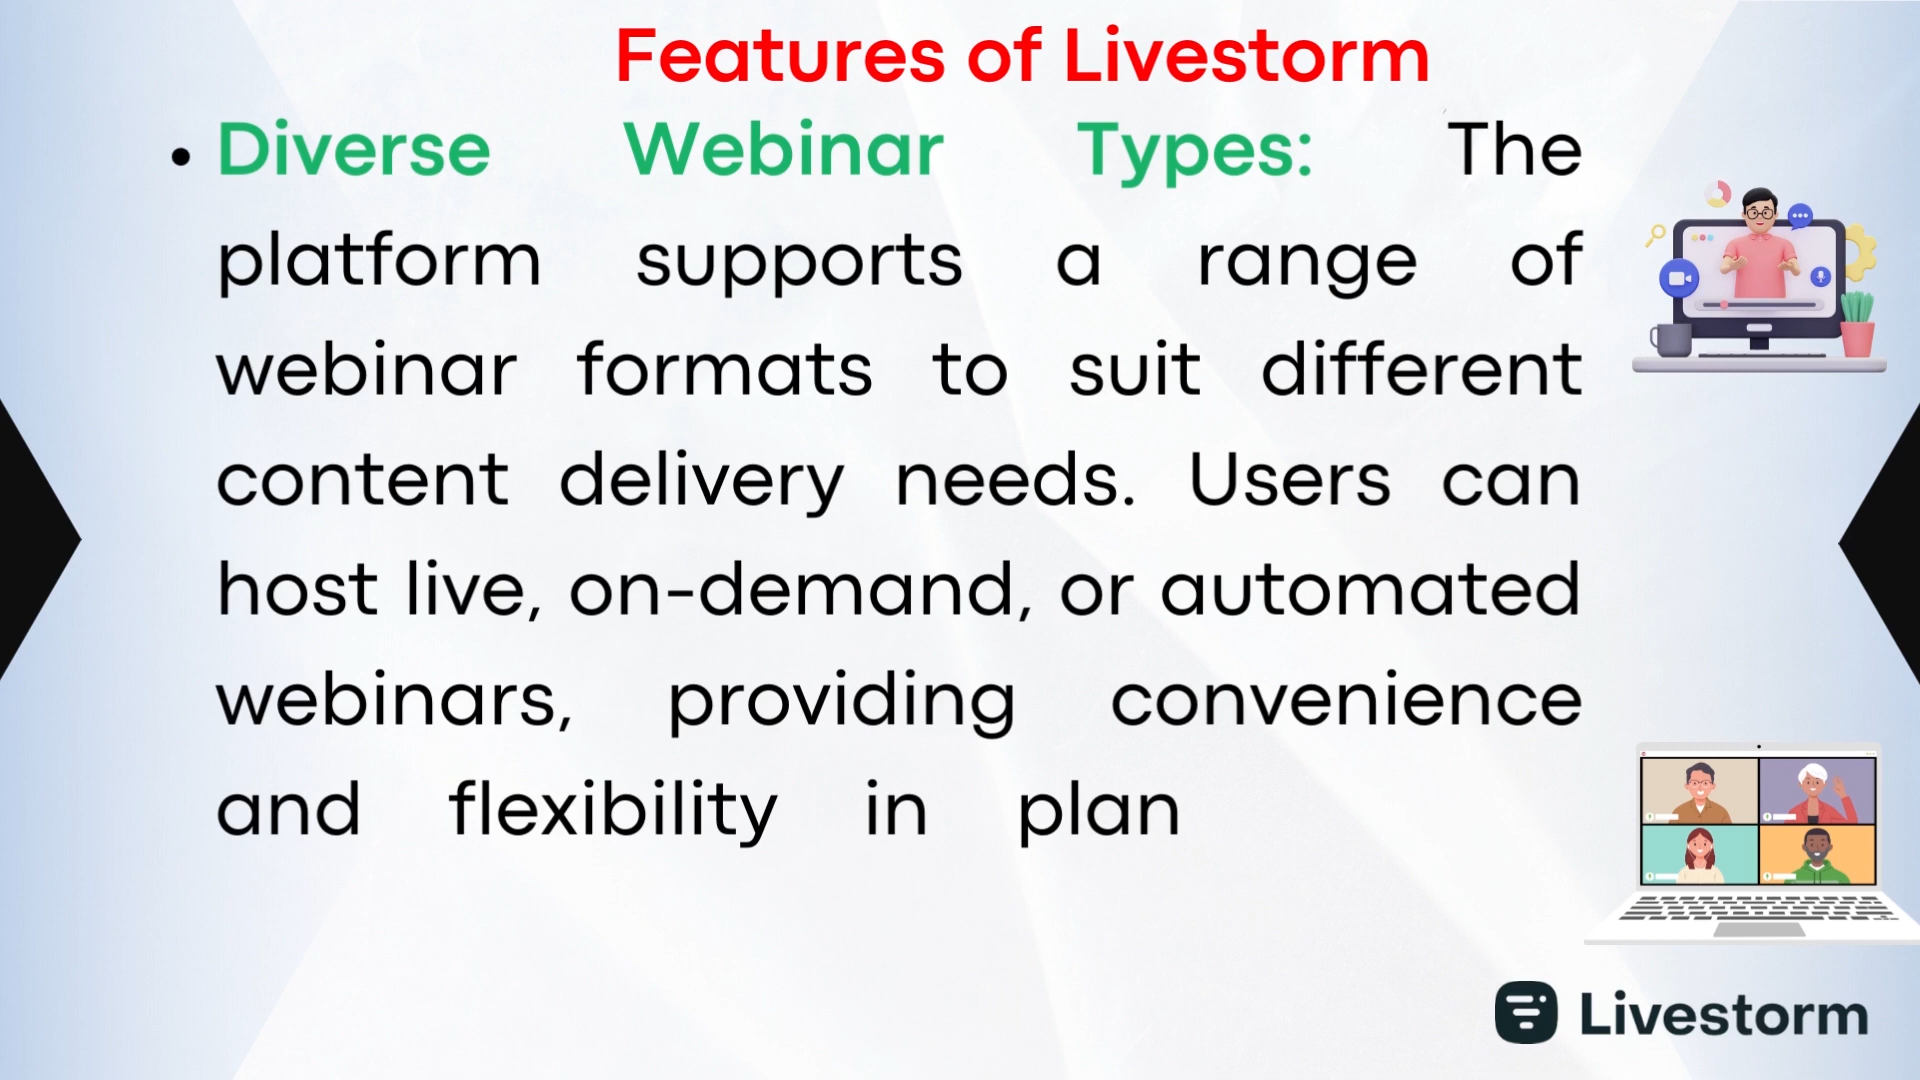 Features of Livestorm
• Diverse Webinar Types: The
platform supports a range of
webinar formats to suit different
content delivery needs. Users can
host live, on-demand, or automated
webinars, providing convenience
and flexibility in plan
Livestorm